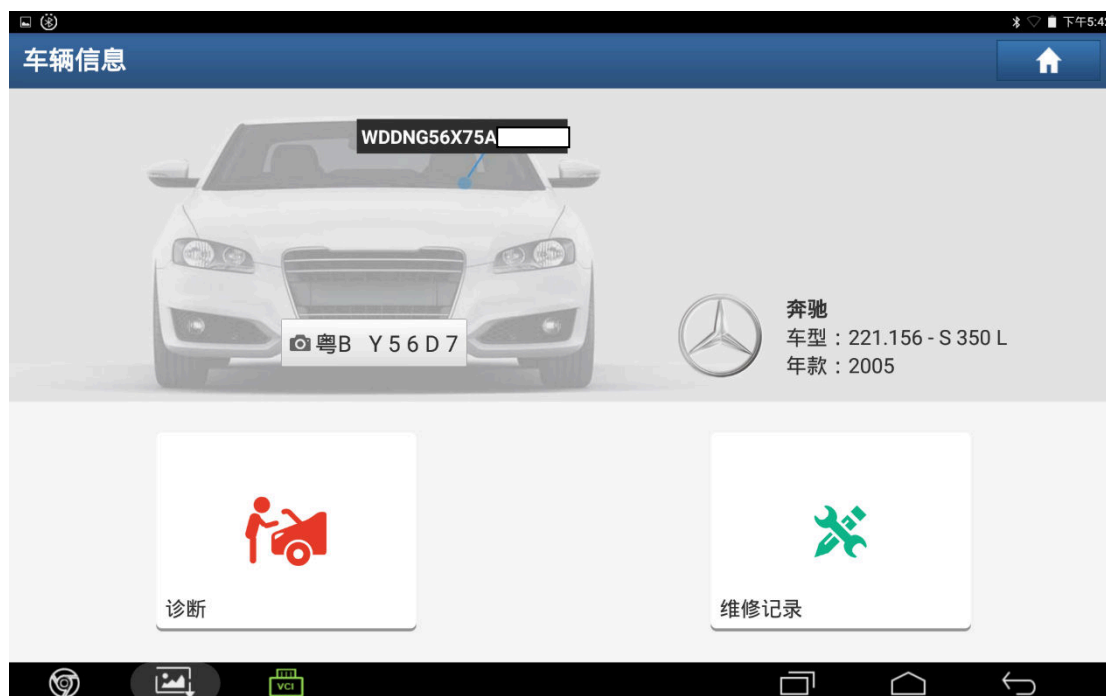 下午5:42
车辆信息
WDDNG56X75A
粤B Y56D7
奔驰
车型：221.156 - S 350 L
年款：2005
诊断
维修记录
VCI